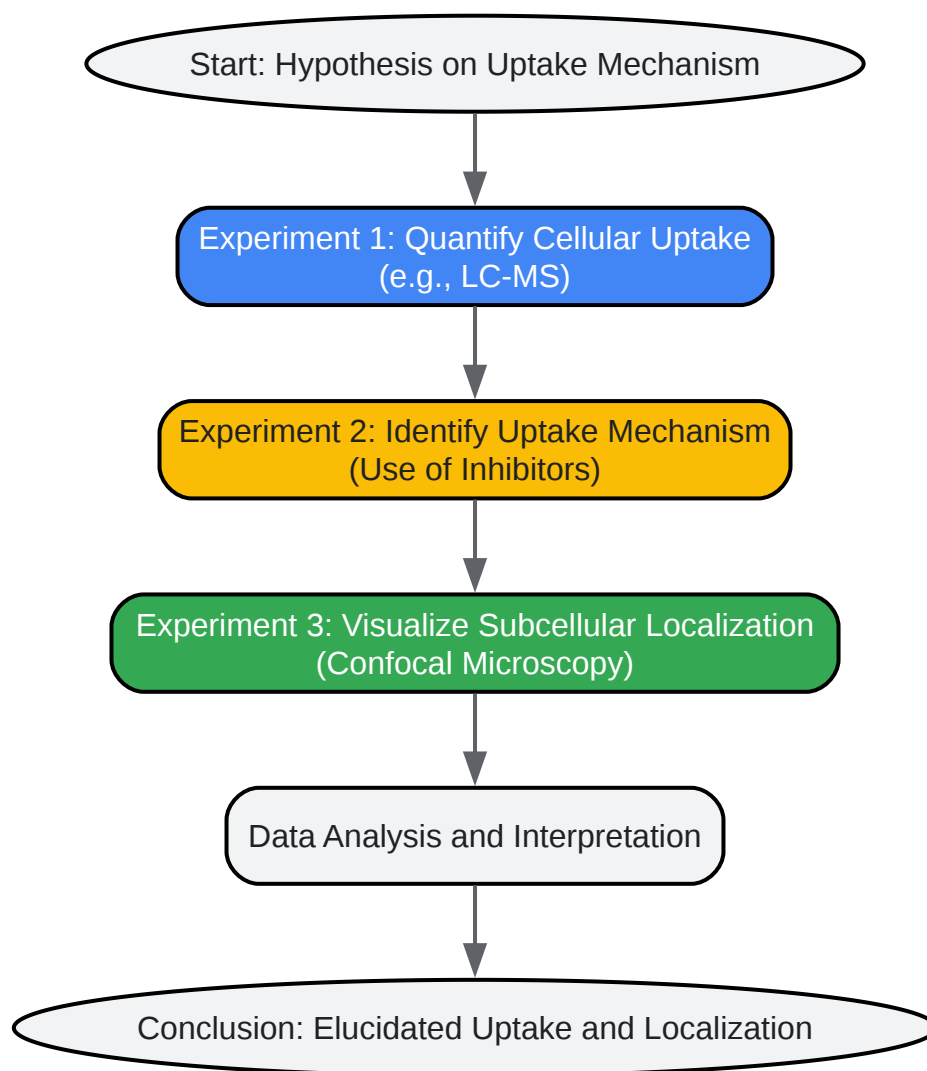 Start: Hypothesis on Uptake Mechanism
Experiment 1: Quantify Cellular Uptake
(e.g., LC-MS)
Experiment 2: Identify Uptake Mechanism
(Use of Inhibitors)
Experiment 3: Visualize Subcellular Localization
(Confocal Microscopy)
Data Analysis and Interpretation
Conclusion: Elucidated Uptake and Localization